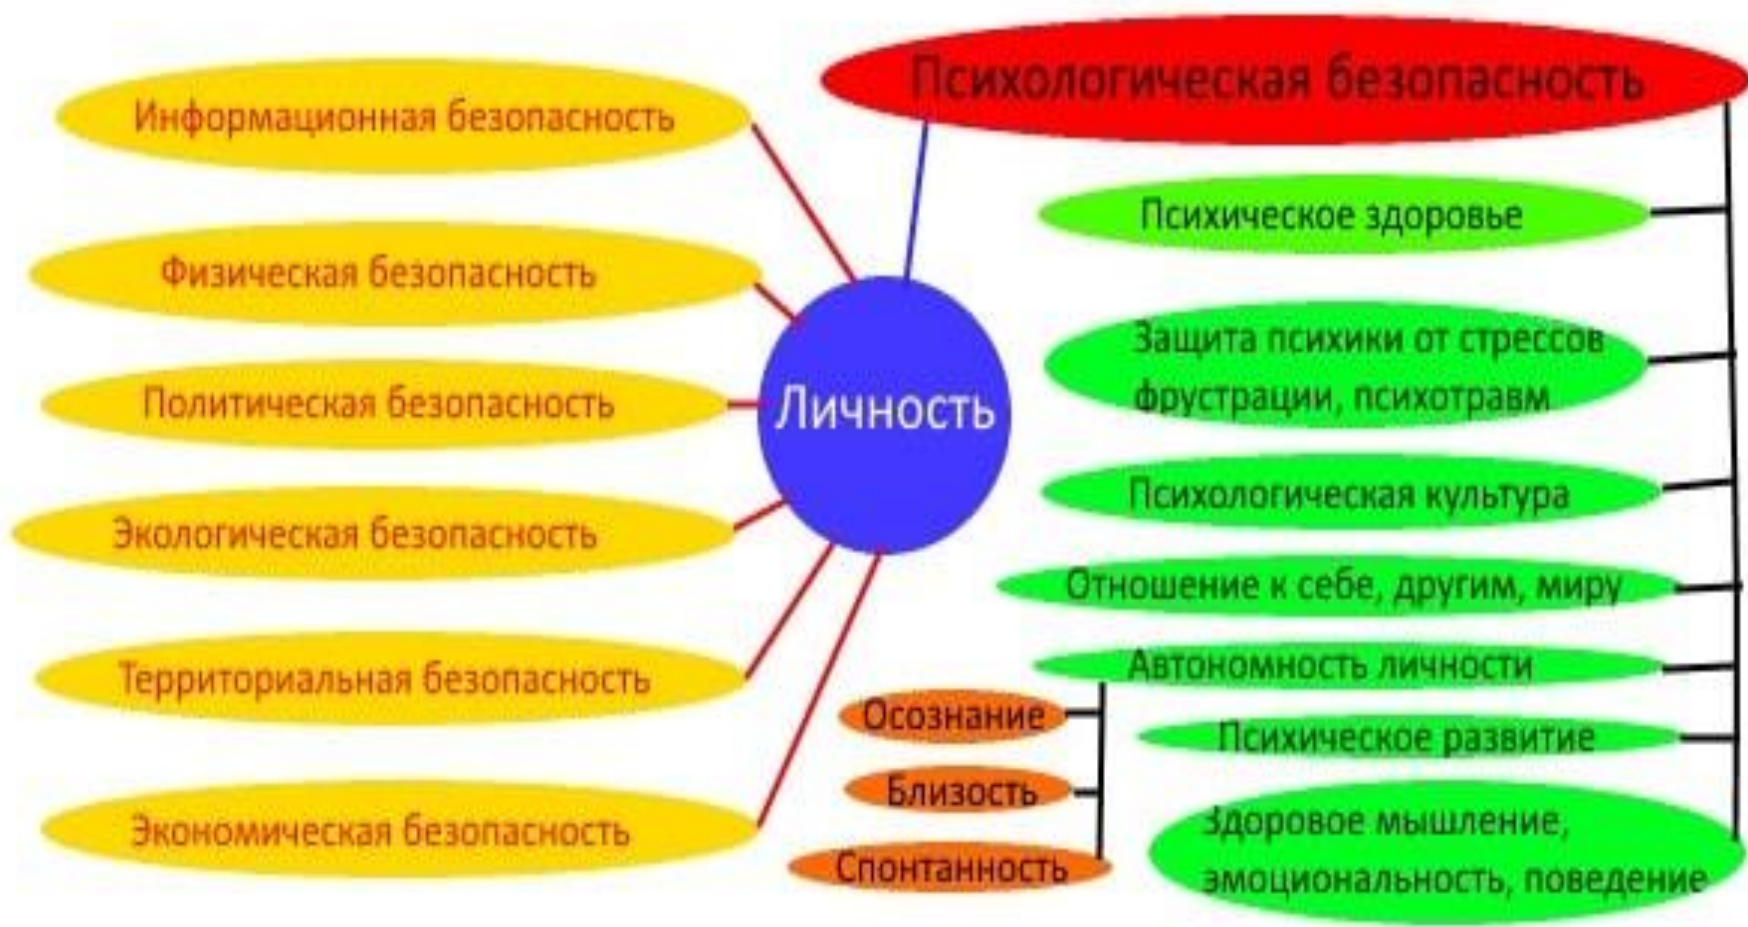 Информационная безопасность
Физическая безопасность
Политическая безопасность
Экологическая безопасность
Территориальная безопасность
Экономическая безопасность
Личность
Психологическая безопасность
Психическое здоровье
Защита психики от стрессов
фрустрации, психотравм
Психологическая культура
Отношение к себе, другим, миру
Автономность личности
Осознание
Близость
Спонтанность
Психическое развитие
Здоровое мышление,
эмоциональность, поведение